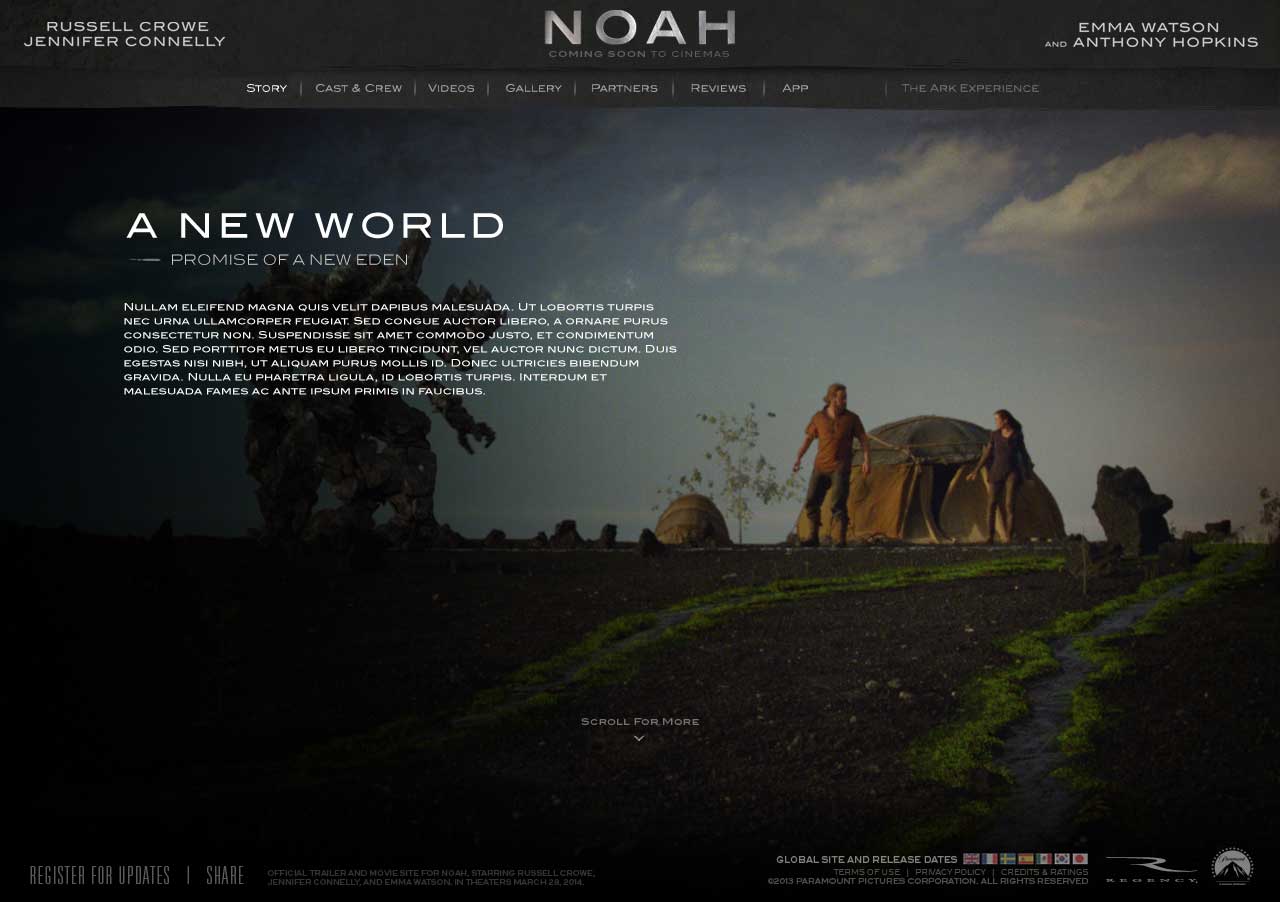 RUSSELL CROWE
JENNIFER CONNELLY
NOAH
COMING SOON TO CINEMAS
EMMA WATSON
AND ANTHONY HOPKINS
STORY
CAST & CREW
VIDEOS
GALLERY
PARTNERS
REVIEWS
APP
THE ARK EXPERIENCE
A NEW WORLD
PROMISE OF A NEW EDEN
NULLAM ELEIFEND MAGNA QUIS VELIT DAPIBUS MALESUADA. UT LOBORTIS TURPIS
NEC URNA ULLAMCORPER FEUGIAT. SED CONGUE AUCTOR LIBERO, A ORNARE PURUS
CONSECTETUR NON. SUSPENDISSE SIT AMET COMMODO JUSTO, ET CONDIMENTUM
ODIO. SED PORTTITOR METUS EU LIBERO TINCIDUNT, VEL AUCTOR NUNC DICTUM. DUIS
EGESTAS NISI NIBH, UT ALIQUAM PURUS MOLLIS ID. DONEC ULTRICIES BIBENDUM
GRAVIDA. NULLA EU PHARETRA LIGULA, ID LOBORTIS TURPIS. INTERDUM ET
MALESUADA FAMES AC ANTE IPSUM PRIMIS IN FAUCIBUS.
SCROLL FOR MORE
REGISTER FOR UPDATES | SHARE
OFFICIAL TRAILER AND MOVIE SITE FOR NOAH, STARRING RUSSELL CROWE,
JENNIFER CONNELLY, AND EMMA WATSON. IN THEATERS MARCH 28, 2014.
GLOBAL SITE AND RELEASE DATES
TERMS OF USE | PRIVACY POLICY | CREDITS & RATINGS
©2013 PARAMOUNT PICTURES CORPORATION. ALL RIGHTS RESERVED
REGENCY
Paramount